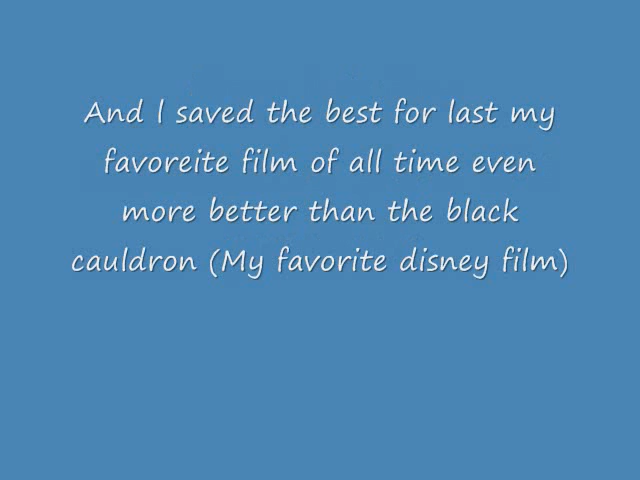 And I saved the best for last my
favoreite film of all time even
more better than the black
cauldron (My favorite disney film)